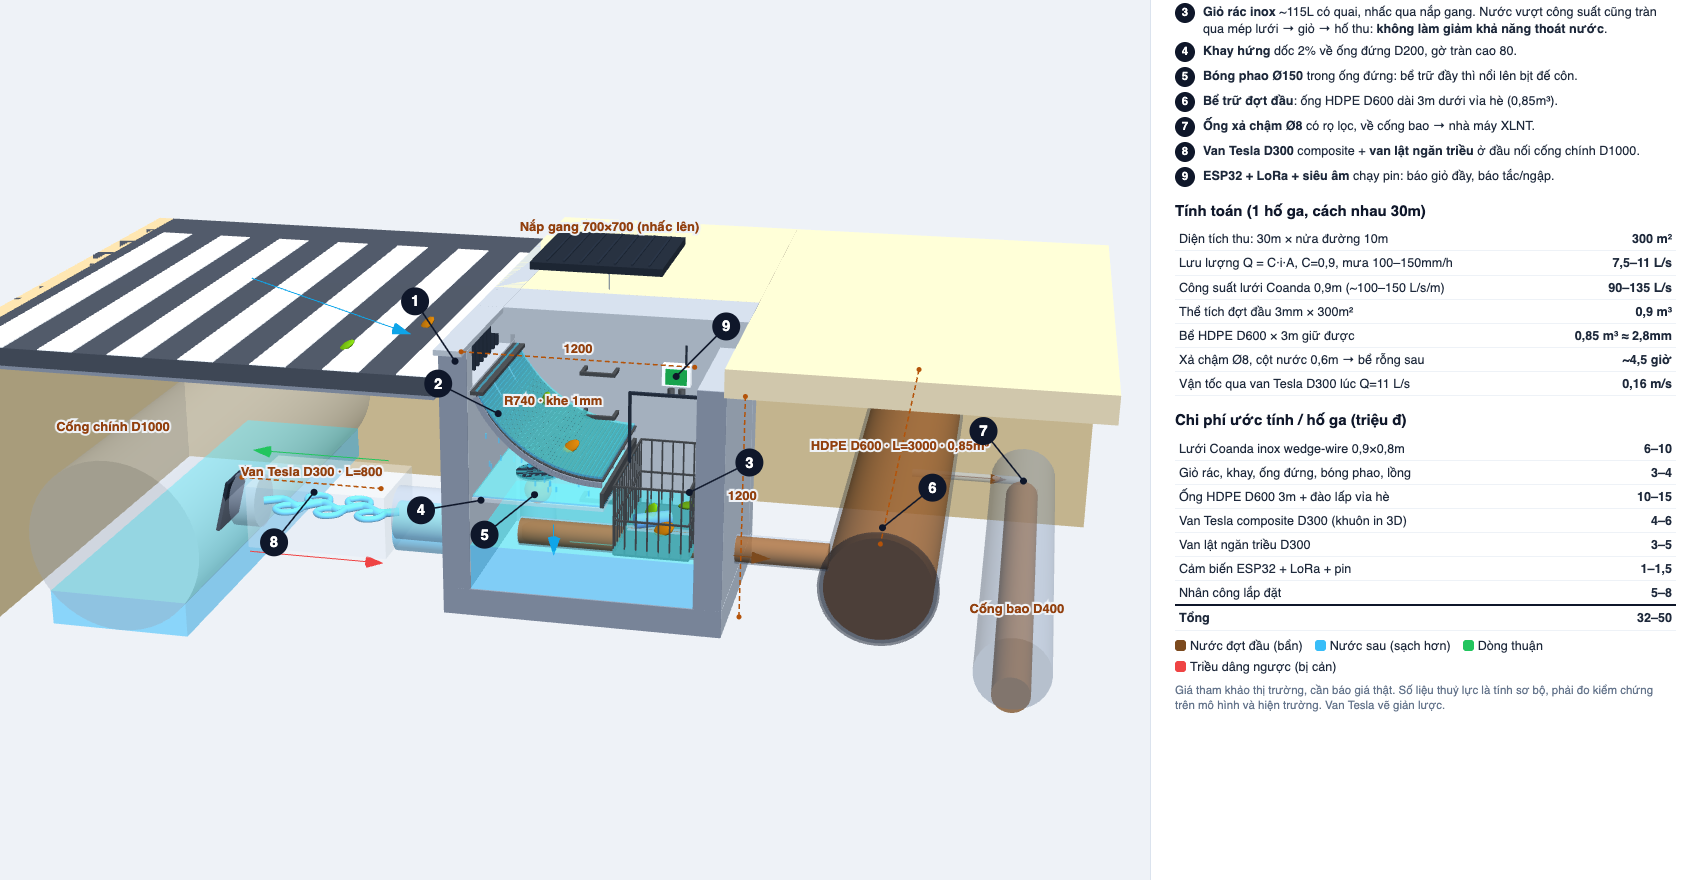 Nắp gang 700×700 (nhấc lên)
1
9
1200
2
R740 · khe 1mm
Cống chính D1000
7
HDPE D600 · L=3000 · 0,85m³
Van Tesla D300 · L=800
3
6
1200
4
5
8
Cống bao D400
3 Giỏ rác inox ~115L có quai, nhấc qua nắp gang. Nước vượt công suất cũng tràn
qua mép lưới → giỏ → hố thu: không làm giảm khả năng thoát nước.
4 Khay hứng dốc 2% về ống đứng D200, gờ tràn cao 80.
5 Bóng phao Ø150 trong ống đứng: bể trữ đầy thì nổi lên bịt đế côn.
6 Bể trữ đợt đầu: ống HDPE D600 dài 3m dưới vỉa hè (0,85m³).
7 Ống xả chậm Ø8 có rọ lọc, về cống bao → nhà máy XLNT.
8 Van Tesla D300 composite + van lật ngăn triều ở đầu nối cống chính D1000.
9 ESP32 + LoRa + siêu âm chạy pin: báo giỏ đầy, báo tắc/ngập.
Tính toán (1 hố ga, cách nhau 30m)
Diện tích thu: 30m × nửa đường 10m 300 m²
Lưu lượng Q = C·i·A, C=0,9, mưa 100–150mm/h 7,5–11 L/s
Công suất lưới Coanda 0,9m (~100–150 L/s/m) 90–135 L/s
Thể tích đợt đầu 3mm × 300m² 0,9 m³
Bể HDPE D600 × 3m giữ được 0,85 m³ ≈ 2,8mm
Xả chậm Ø8, cột nước 0,6m → bể rỗng sau ~4,5 giờ
Vận tốc qua van Tesla D300 lúc Q=11 L/s 0,16 m/s
Chi phí ước tính / hố ga (triệu đ)
Lưới Coanda inox wedge-wire 0,9×0,8m 6–10
Giỏ rác, khay, ống đứng, bóng phao, lồng 3–4
Ống HDPE D600 3m + đào lấp vỉa hè 10–15
Van Tesla composite D300 (khuôn in 3D) 4–6
Van lật ngăn triều D300 3–5
Cảm biến ESP32 + LoRa + pin 1–1,5
Nhân công lắp đặt 5–8
Tổng 32–50
Nước đợt đầu (bẩn) Nước sau (sạch hơn) Dòng thuận
Triều dâng ngược (bị cản)
Giá tham khảo thị trường, cần báo giá thật. Số liệu thuỷ lực là tính sơ bộ, phải đo kiểm chứng
trên mô hình và hiện trường. Van Tesla vẽ giản lược.